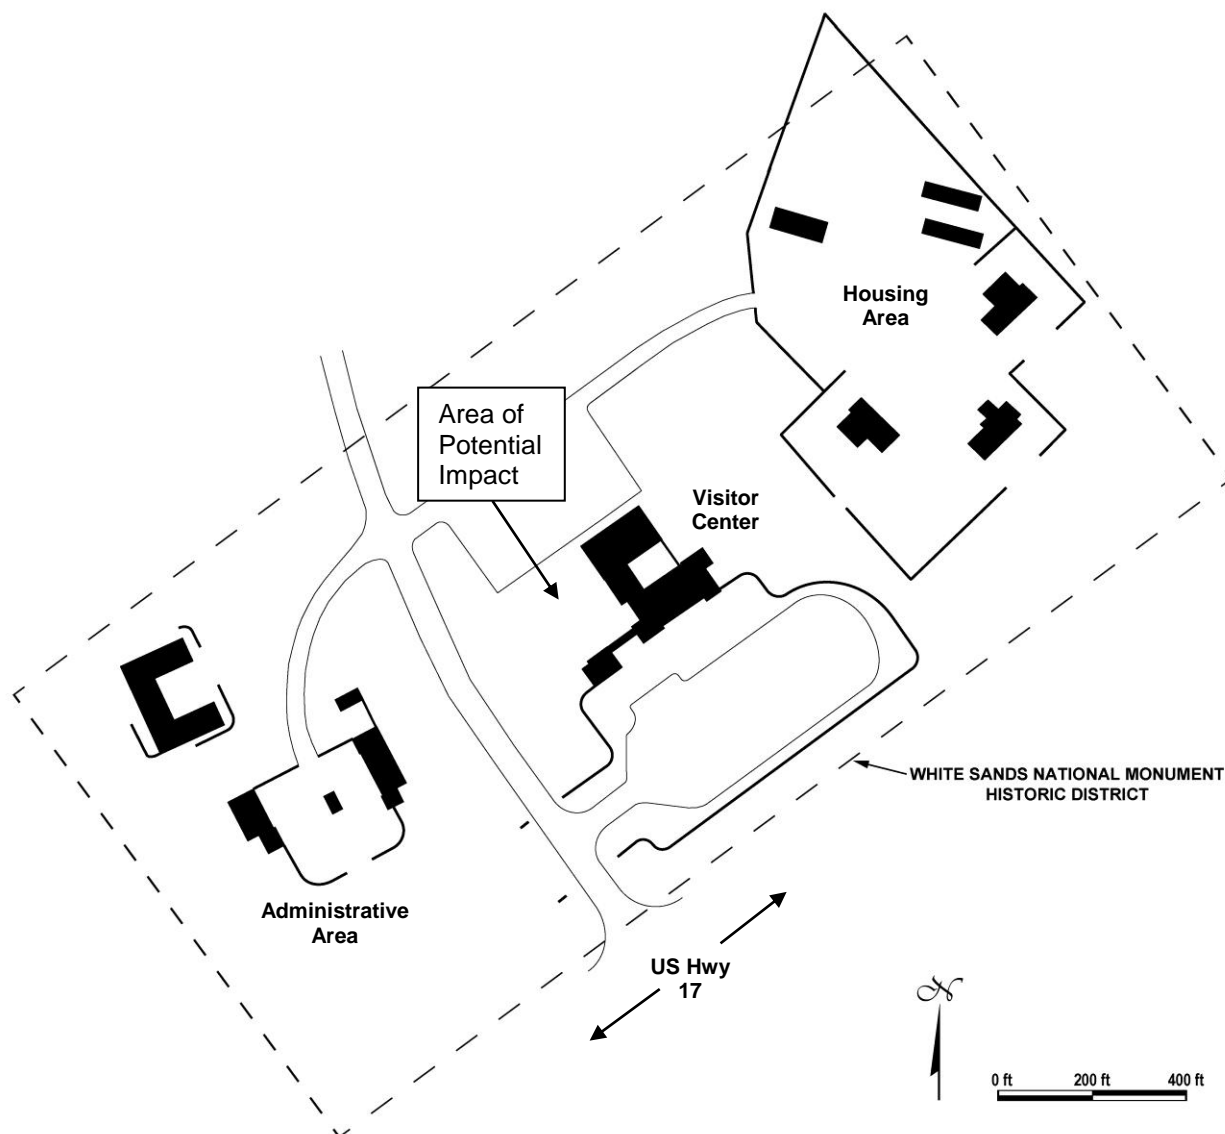 Housing
Area
Area of
Potential
Impact
Visitor
Center
WHITE SANDS NATIONAL MONUMENT
HISTORIC DISTRICT
Administrative
Area
US Hwy
17
N
0 ft 200 ft 400 ft